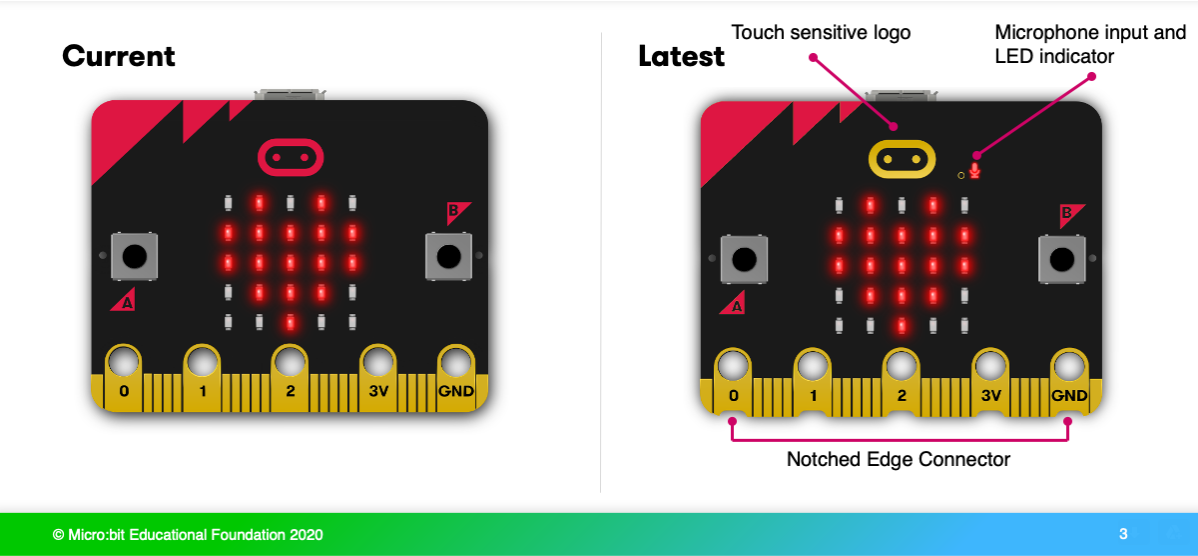 Current
Latest
Touch sensitive logo
Microphone input and
LED indicator
B
A
0 1 2 3V GND
B
A
0 1 2 3V GND
Notched Edge Connector
© Micro:bit Educational Foundation 2020
3